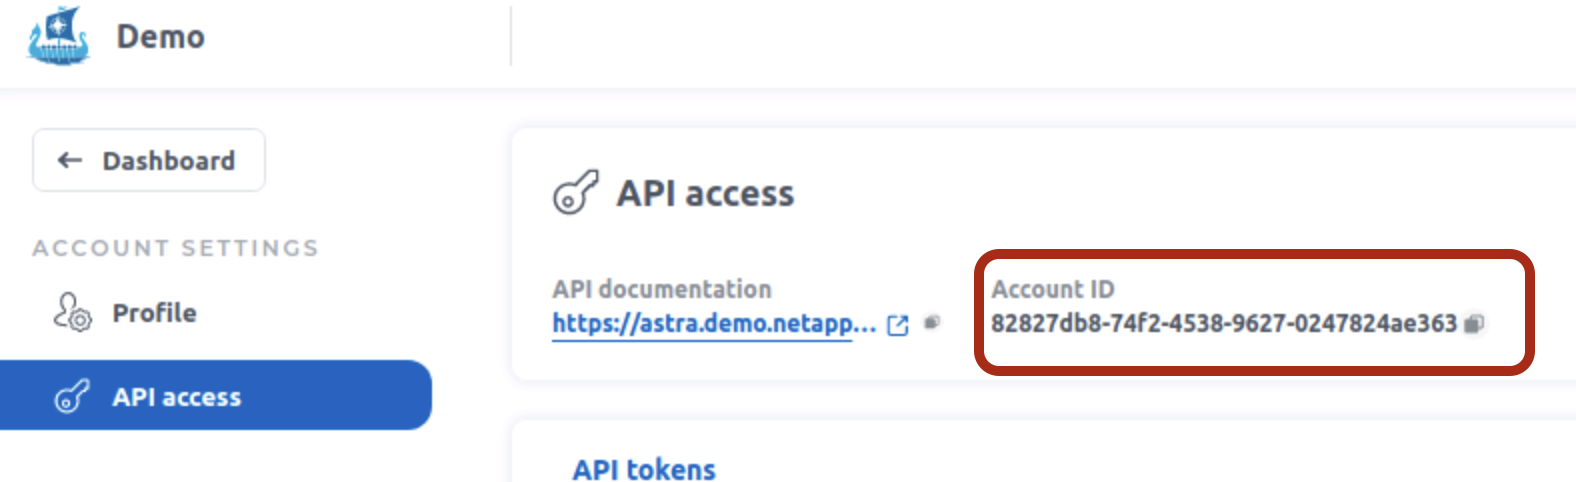 Demo
Dashboard
ACCOUNT SETTINGS
Profile
API access
API access
API documentation
https://astra.demo.netapp...
Account ID
82827db8-74f2-4538-9627-0247824ae363
API tokens